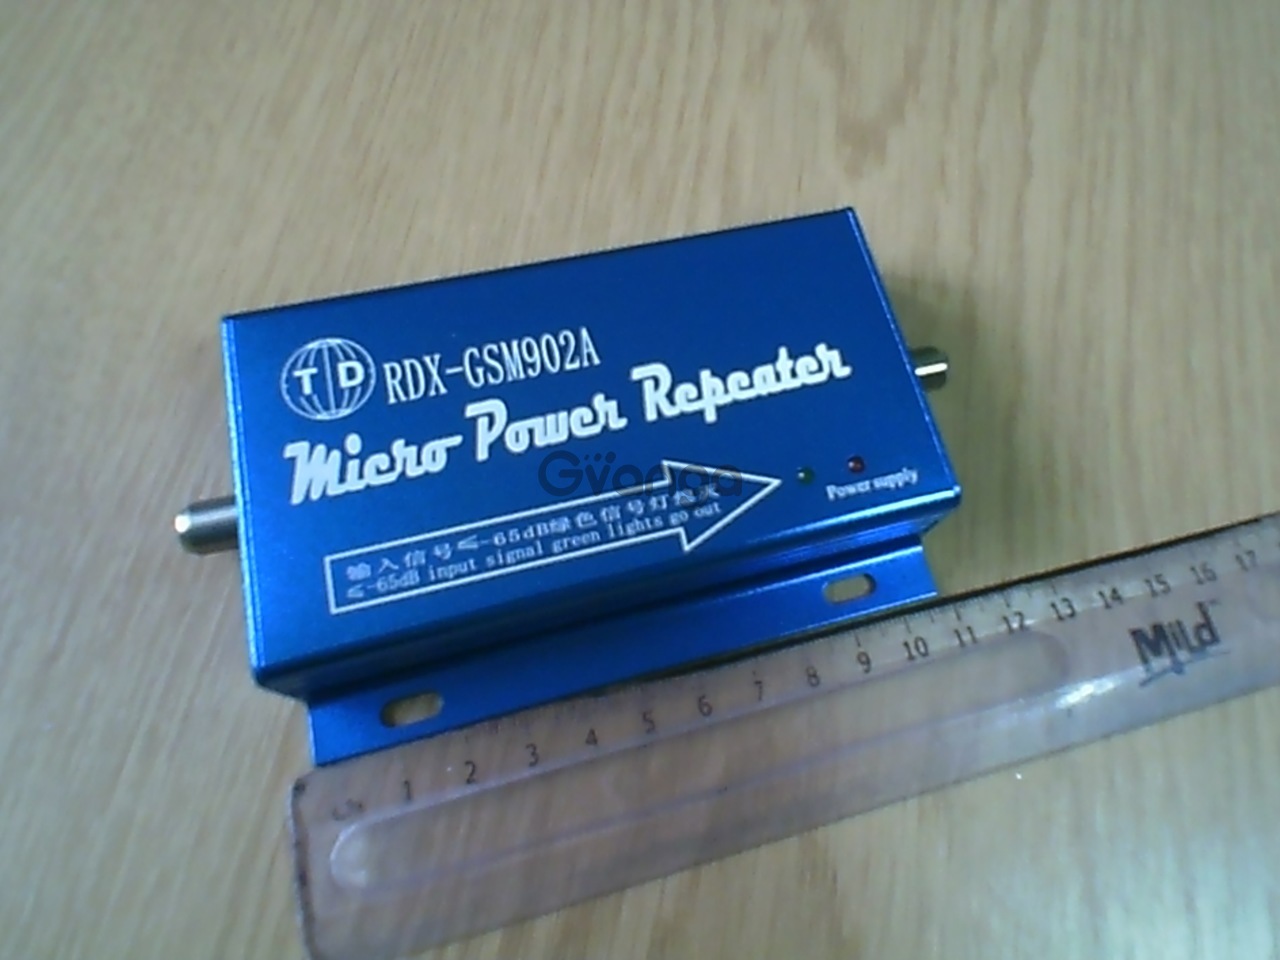 TD
RDX-GSM902A
Micro Power Repeater
Gvanga
Power supply
输入信号≤-65dB绿色信号灯熄灭
≤-65dB input signal green lights go out
1 2 3 4 5 6 7 8 9 10 11 12 13 14 15 16 17
Mild